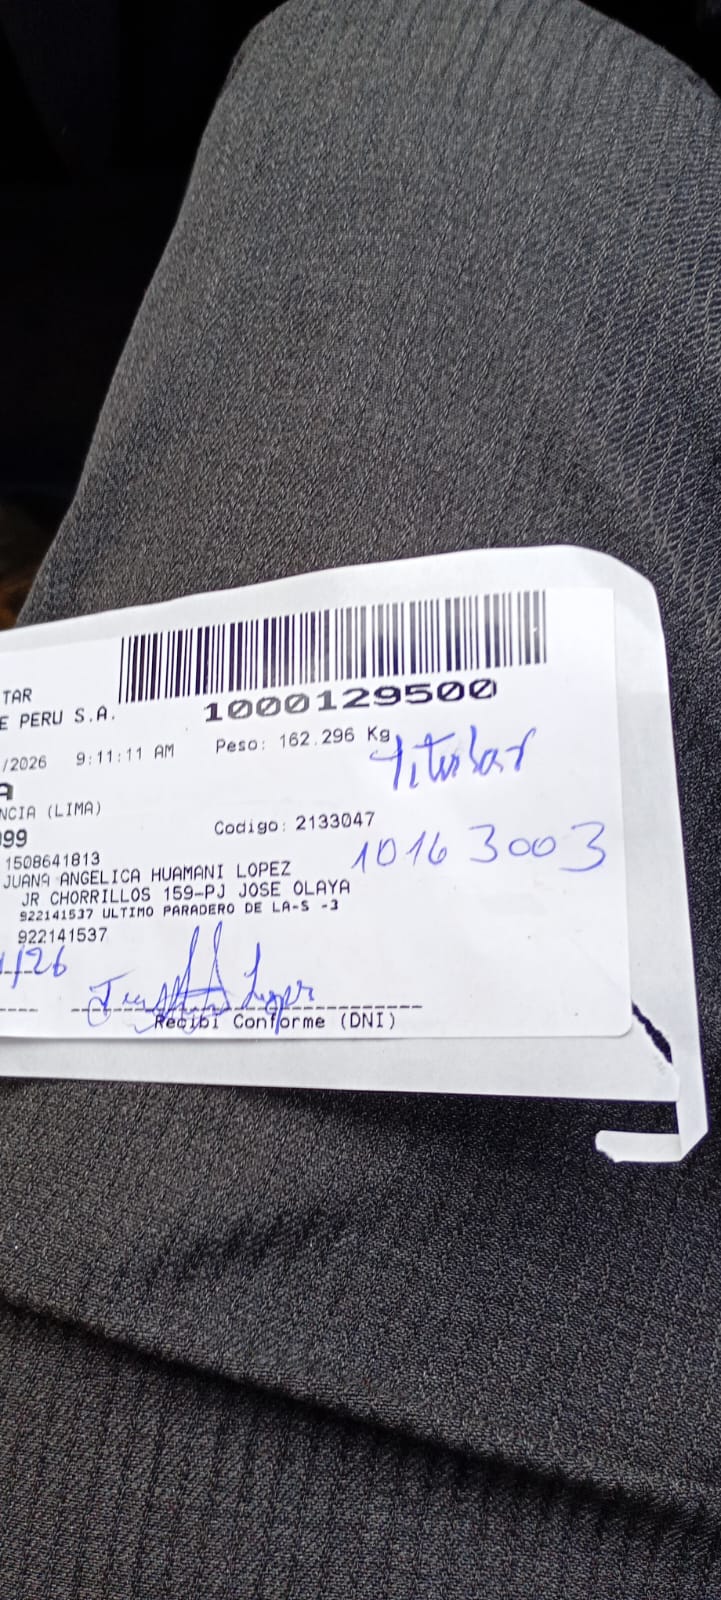 TAR
E PERU S.A.
1000129500
/2026 9:11:11 AM Peso: 162.296 Kg
Titular
A
NCIA (LIMA)
99 Codigo: 2133047
1508641813
10163003
JUANA ANGELICA HUAMANI LOPEZ
JR CHORRILLOS 159-PJ JOSE OLAYA
922141537 ULTIMO PARADERO DE LA-S -3
922141537
/26
Recibi Conforme (DNI)